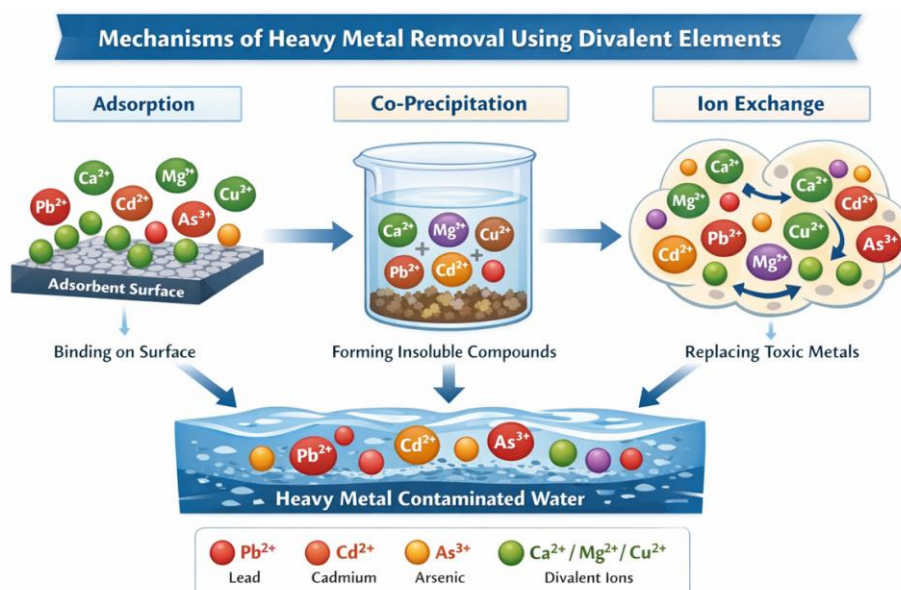 Mechanisms of Heavy Metal Removal Using Divalent Elements
Adsorption
Co-Precipitation
Ion Exchange
Ca²⁺
Mg²⁺
Cu²⁺
Pb²⁺
Cd²⁺
As³⁺
Adsorbent Surface
Binding on Surface
Ca²⁺
Mg²⁺
Cu²⁺
+
+
Pb²⁺
Cd²⁺
Forming Insoluble Compounds
Ca²⁺
Ca²⁺
Mg²⁺
Cd²⁺
Pb²⁺
Cu²⁺
As³⁺
Cd²⁺
Mg²⁺
Replacing Toxic Metals
Pb²⁺
Cd²⁺
As³⁺
Heavy Metal Contaminated Water
Pb²⁺
Lead
Cd²⁺
Cadmium
As³⁺
Arsenic
Ca²⁺ / Mg²⁺ / Cu²⁺
Divalent Ions